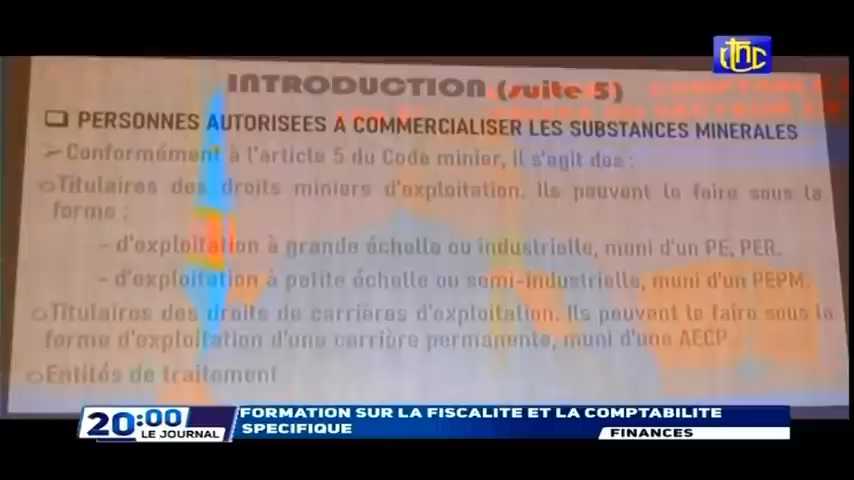 rtnc
INTRODUCTION (suite 5)
❑ PERSONNES AUTORISEES A COMMERCIALISER LES SUBSTANCES MINERALES
➢ Conformément à l'article 5 du Code minier, il s'agit des :
o Titulaires des droits miniers d'exploitation. Ils peuvent le faire sous la
forme :
- d'exploitation à grande échelle ou industrielle, muni d'un PE, PER.
- d'exploitation à petite échelle ou semi-industrielle, muni d'un PEPM.
o Titulaires des droits de carrières d'exploitation. Ils peuvent le faire sous la
forme d'exploitation d'une carrière permanente, muni d'une AECP.
o Entités de traitement
20:00
LE JOURNAL
FORMATION SUR LA FISCALITE ET LA COMPTABILITE
SPECIFIQUE
FINANCES